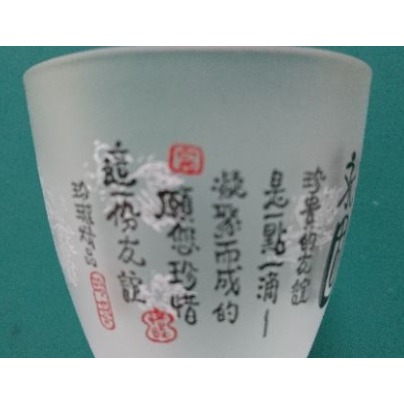 珍貴的友誼
是一點一滴
凝聚而成的
願您珍惜
這一份友誼